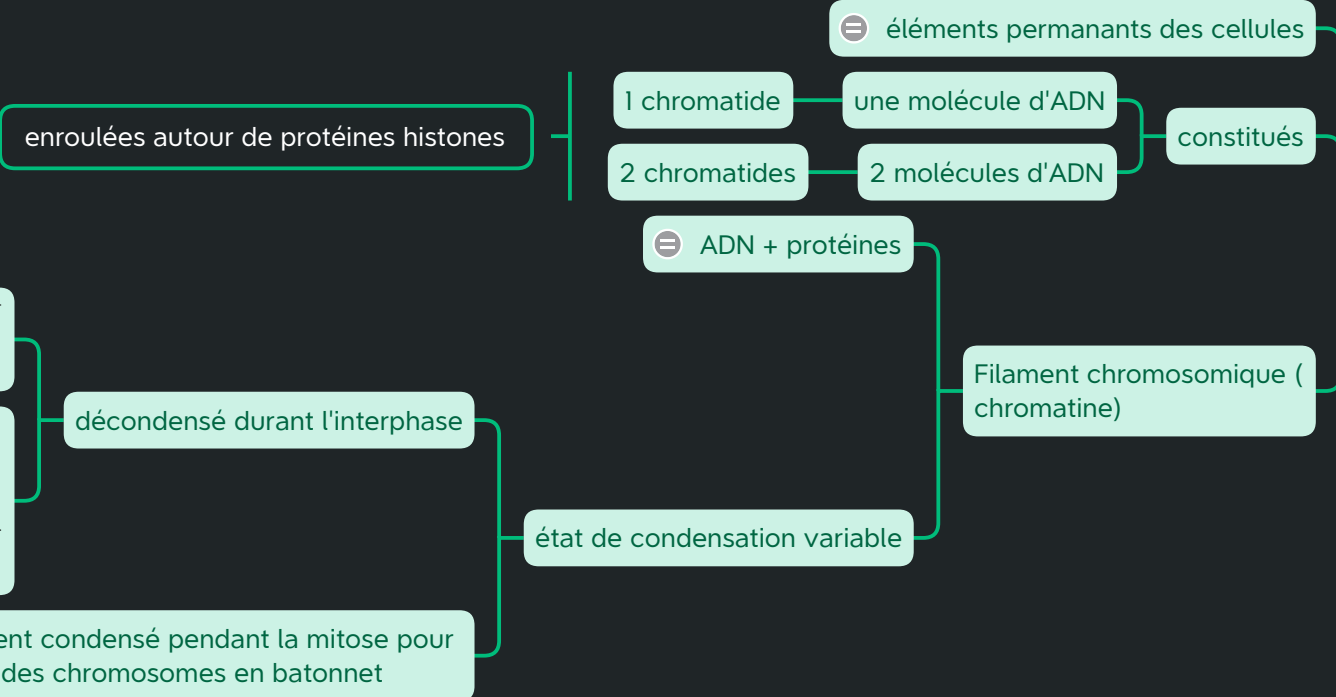 éléments permanants des cellules
1 chromatide
une molécule d'ADN
enroulées autour de protéines histones
constitués
2 chromatides
2 molécules d'ADN
ADN + protéines
Filament chromosomique (
chromatine)
décondensé durant l'interphase
état de condensation variable
condensé pendant la mitose pour
des chromosomes en batonnet